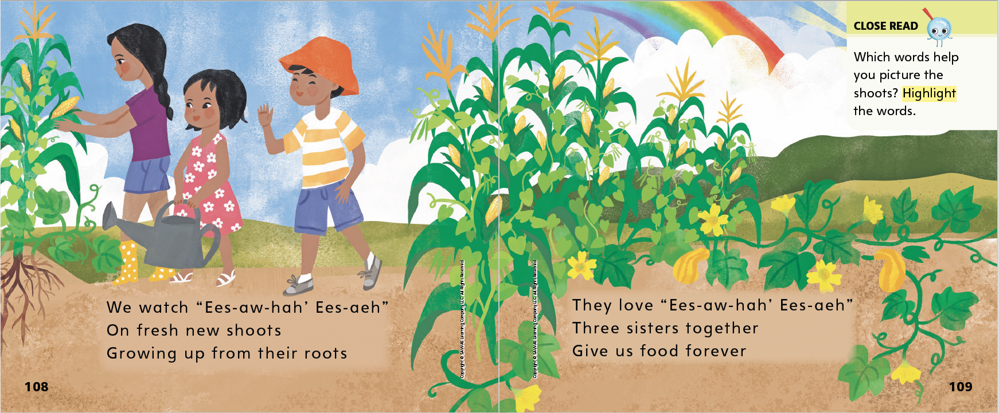 We watch “Ees-aw-hah’ Ees-aeh”
On fresh new shoots
Growing up from their roots
108
Copyright © SAVVAS Learning Company LLC. All Rights Reserved.
Copyright © SAVVAS Learning Company LLC. All Rights Reserved.
They love “Ees-aw-hah’ Ees-aeh”
Three sisters together
Give us food forever
109
CLOSE READ
Which words help
you picture the
shoots? Highlight
the words.